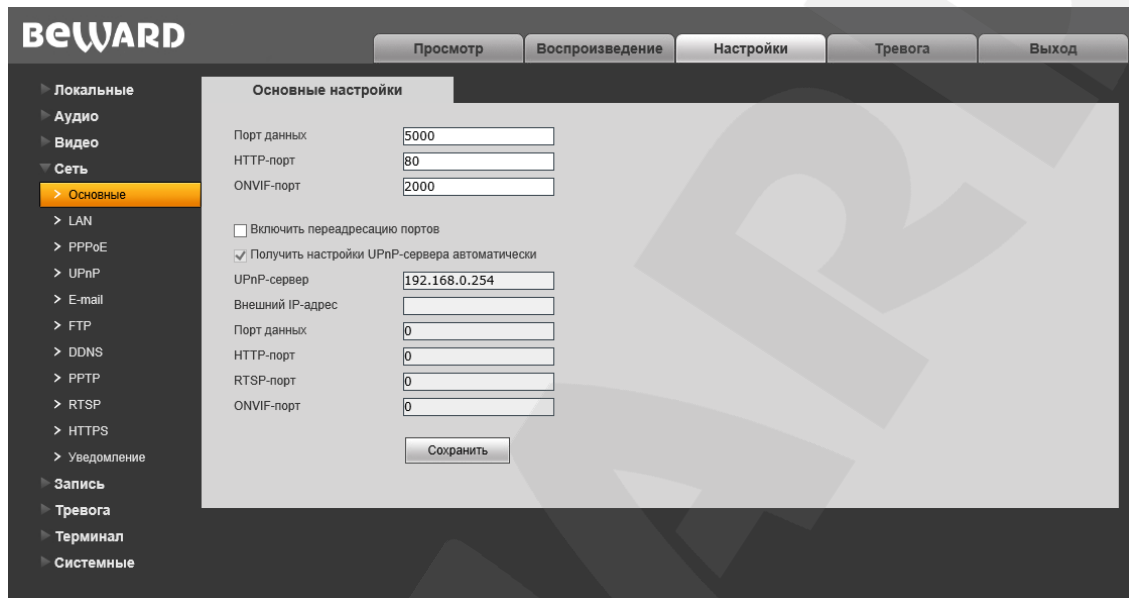 BEWARD
Просмотр Воспроизведение Настройки Тревога Выход
Локальные
Аудио
Видео
Сеть
Основные
LAN
PPPoE
UPnP
E-mail
FTP
DDNS
PPTP
RTSP
HTTPS
Уведомление
Запись
Тревога
Терминал
Системные
Основные настройки
Порт данных 5000
HTTP-порт 80
ONVIF-порт 2000
Включить переадресацию портов
Получить настройки UPnP-сервера автоматически
UPnP-сервер 192.168.0.254
Внешний IP-адрес
Порт данных 0
HTTP-порт 0
RTSP-порт 0
ONVIF-порт 0
Сохранить